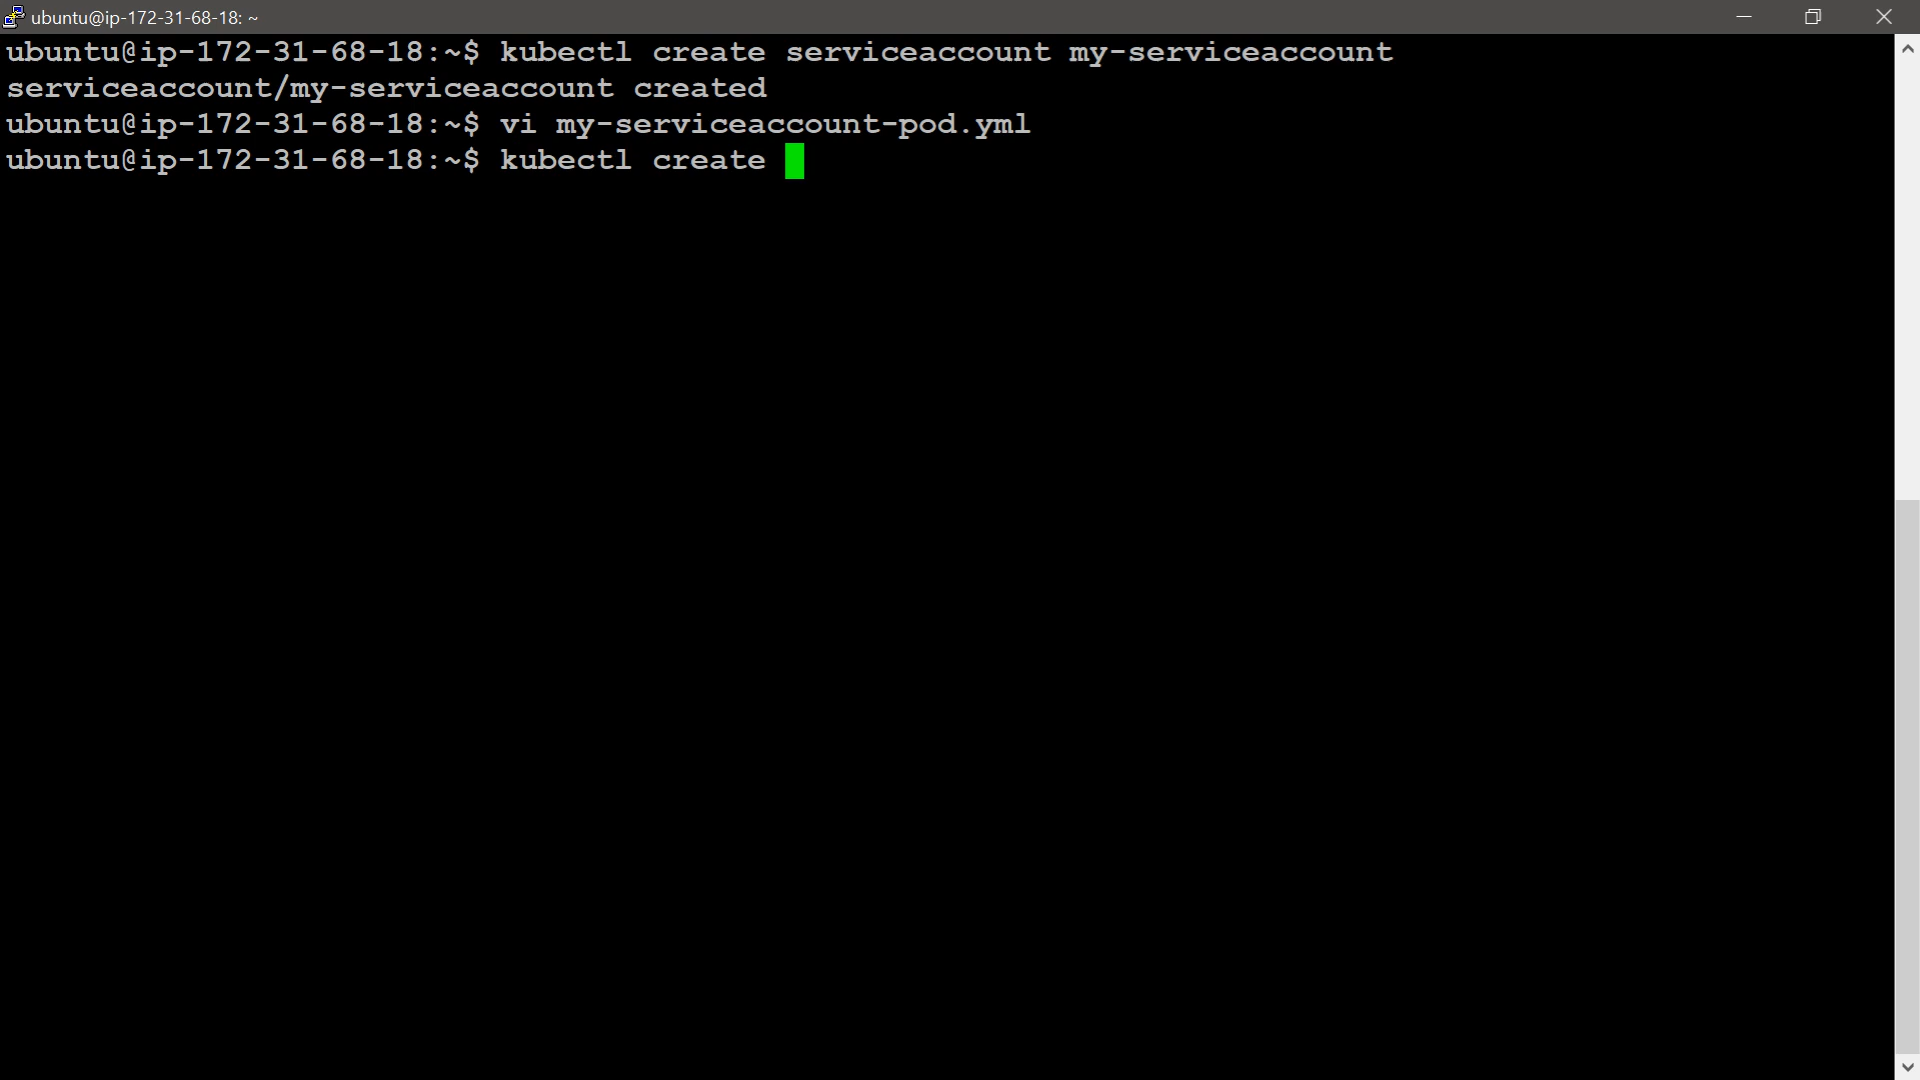 ubuntu@ip-172-31-68-18: ~
ubuntu@ip-172-31-68-18:~$ kubectl create serviceaccount my-serviceaccount
serviceaccount/my-serviceaccount created
ubuntu@ip-172-31-68-18:~$ vi my-serviceaccount-pod.yml
ubuntu@ip-172-31-68-18:~$ kubectl create